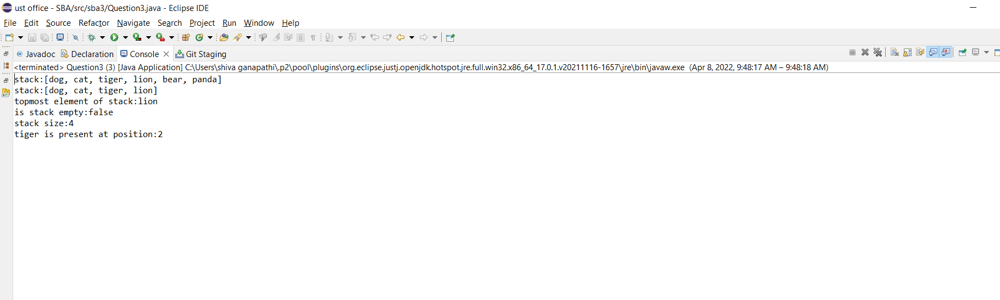 ust office - SBA/src/sba3/Question3.java - Eclipse IDE
File Edit Source Refactor Navigate Search Project Run Window Help
@ Javadoc Declaration Console Git Staging
<terminated> Question3 (3) [Java Application] C:\Users\shiva ganapathi\.p2\pool\plugins\org.eclipse.justj.openjdk.hotspot.jre.full.win32.x86_64_17.0.1.v20211116-1657\jre\bin\javaw.exe (Apr 8, 2022, 9:48:17 AM – 9:48:18 AM)
stack:[dog, cat, tiger, lion, bear, panda]
stack:[dog, cat, tiger, lion]
topmost element of stack:lion
is stack empty:false
stack size:4
tiger is present at position:2
GIT